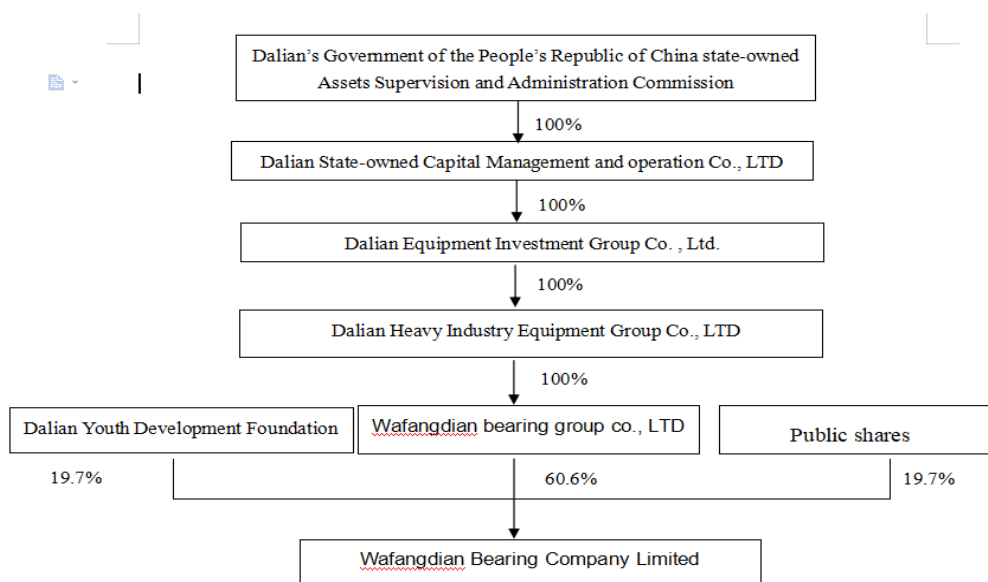 Dalian’s Government of the People’s Republic of China state-owned
Assets Supervision and Administration Commission
100%
Dalian State-owned Capital Management and operation Co., LTD
100%
Dalian Equipment Investment Group Co. , Ltd.
100%
Dalian Heavy Industry Equipment Group Co., LTD
100%
Dalian Youth Development Foundation
Wafangdian bearing group co., LTD
Public shares
19.7%
60.6%
19.7%
Wafangdian Bearing Company Limited